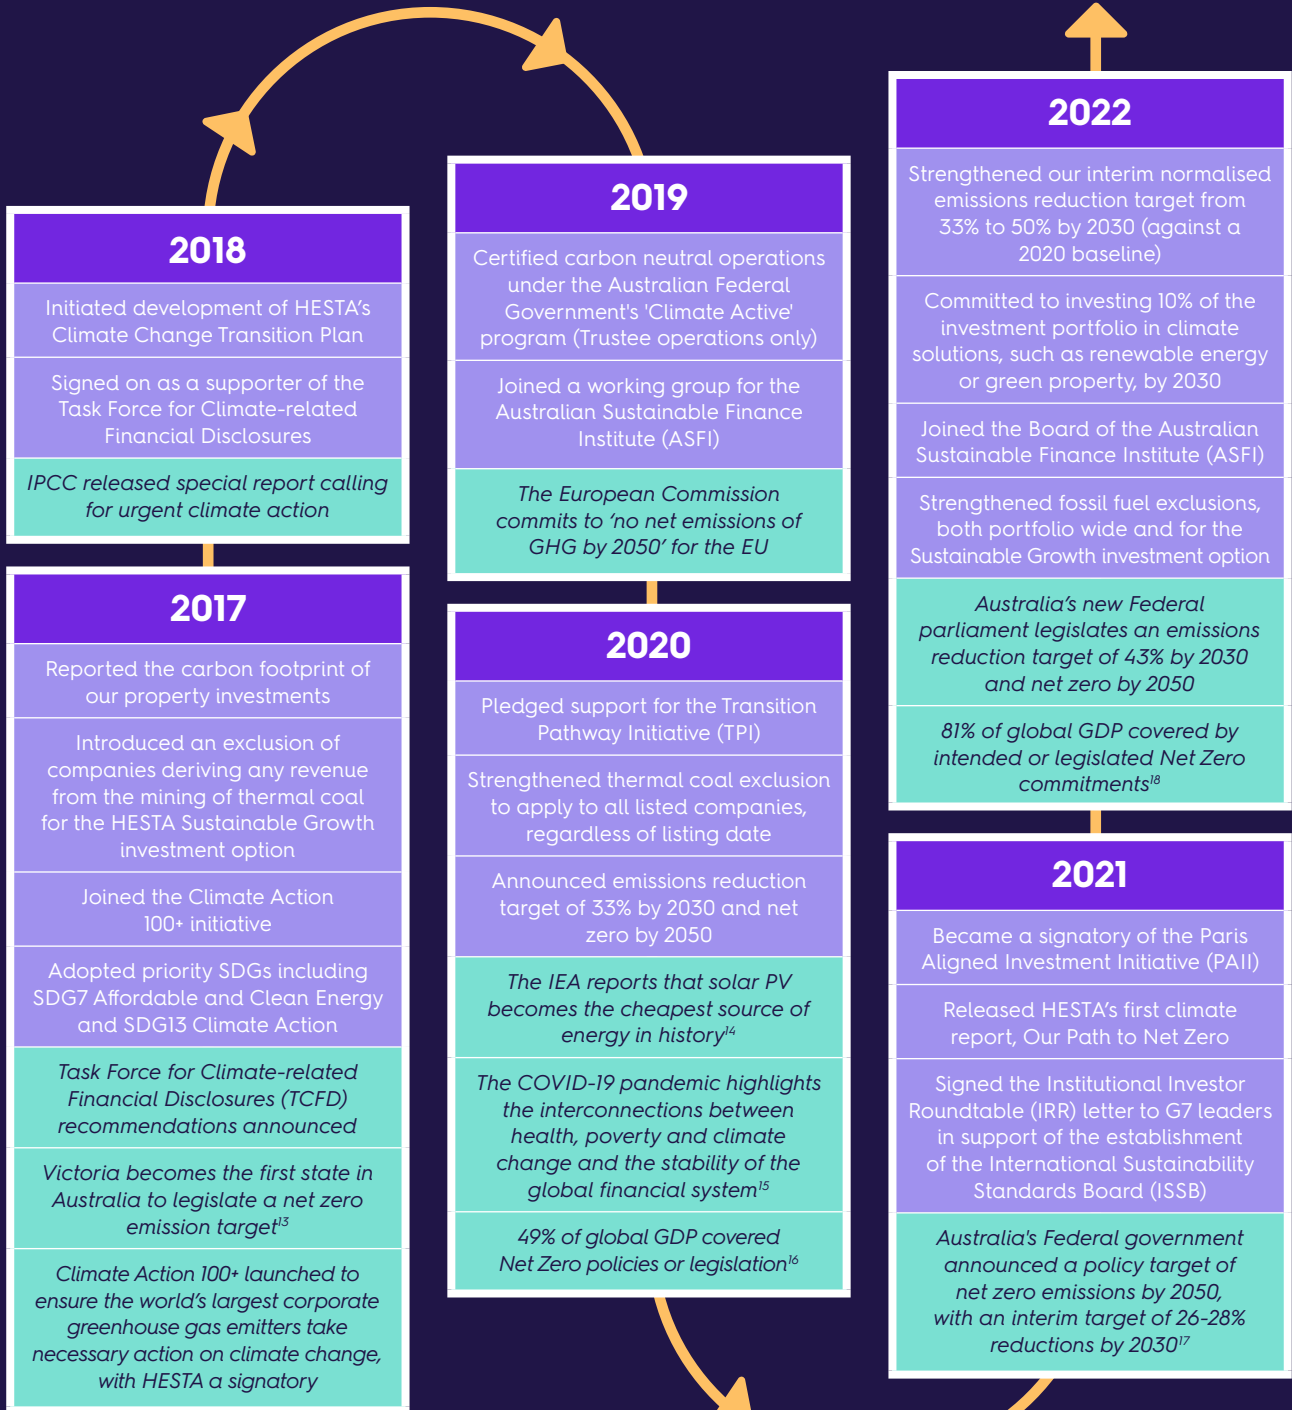 2018
Initiated development of HESTA’s
Climate Change Transition Plan
Signed on as a supporter of the
Task Force for Climate-related
Financial Disclosures
IPCC released special report calling
for urgent climate action
2017
Reported the carbon footprint of
our property investments
Introduced an exclusion of
companies deriving any revenue
from the mining of thermal coal
for the HESTA Sustainable Growth
investment option
Joined the Climate Action
100+ initiative
Adopted priority SDGs including
SDG7 Affordable and Clean Energy
and SDG13 Climate Action
Task Force for Climate-related
Financial Disclosures (TCFD)
recommendations announced
Victoria becomes the first state in
Australia to legislate a net zero
emission target¹³
Climate Action 100+ launched to
ensure the world’s largest corporate
greenhouse gas emitters take
necessary action on climate change,
with HESTA a signatory
2019
Certified carbon neutral operations
under the Australian Federal
Government's 'Climate Active'
program (Trustee operations only)
Joined a working group for the
Australian Sustainable Finance
Institute (ASFI)
The European Commission
commits to ‘no net emissions of
GHG by 2050’ for the EU
2020
Pledged support for the Transition
Pathway Initiative (TPI)
Strengthened thermal coal exclusion
to apply to all listed companies,
regardless of listing date
Announced emissions reduction
target of 33% by 2030 and net
zero by 2050
The IEA reports that solar PV
becomes the cheapest source of
energy in history¹⁴
The COVID-19 pandemic highlights
the interconnections between
health, poverty and climate
change and the stability of the
global financial system¹⁵
49% of global GDP covered
Net Zero policies or legislation¹⁶
2022
Strengthened our interim normalised
emissions reduction target from
33% to 50% by 2030 (against a
2020 baseline)
Committed to investing 10% of the
investment portfolio in climate
solutions, such as renewable energy
or green property, by 2030
Joined the Board of the Australian
Sustainable Finance Institute (ASFI)
Strengthened fossil fuel exclusions,
both portfolio wide and for the
Sustainable Growth investment option
Australia’s new Federal
parliament legislates an emissions
reduction target of 43% by 2030
and net zero by 2050
81% of global GDP covered by
intended or legislated Net Zero
commitments¹⁸
2021
Became a signatory of the Paris
Aligned Investment Initiative (PAII)
Released HESTA’s first climate
report, Our Path to Net Zero
Signed the Institutional Investor
Roundtable (IRR) letter to G7 leaders
in support of the establishment
of the International Sustainability
Standards Board (ISSB)
Australia's Federal government
announced a policy target of
net zero emissions by 2050,
with an interim target of 26-28%
reductions by 2030¹⁷